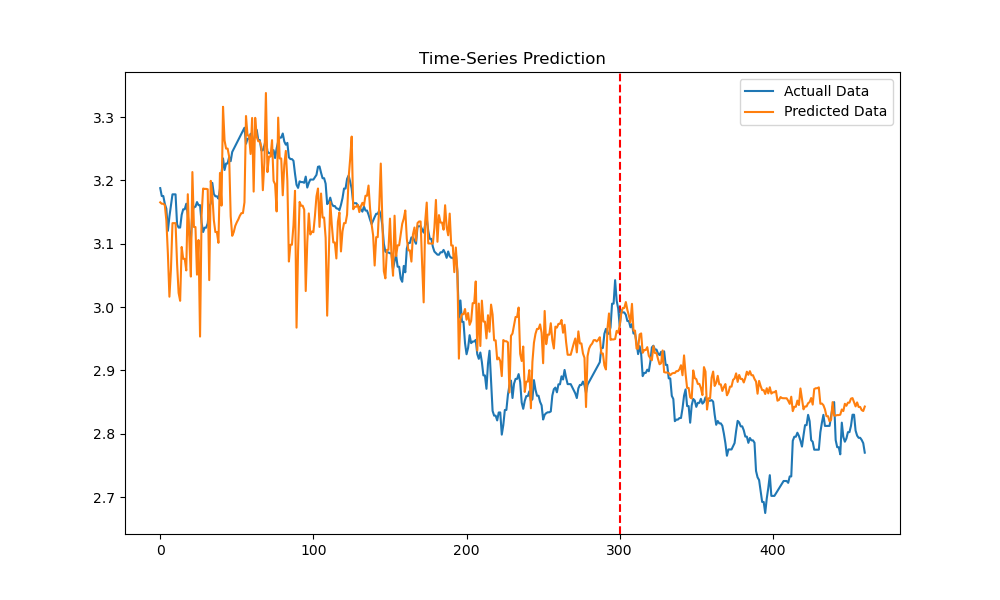 Time-Series Prediction
Actuall Data
Predicted Data
3.3
3.2
3.1
3.0
2.9
2.8
2.7
0 100 200 300 400